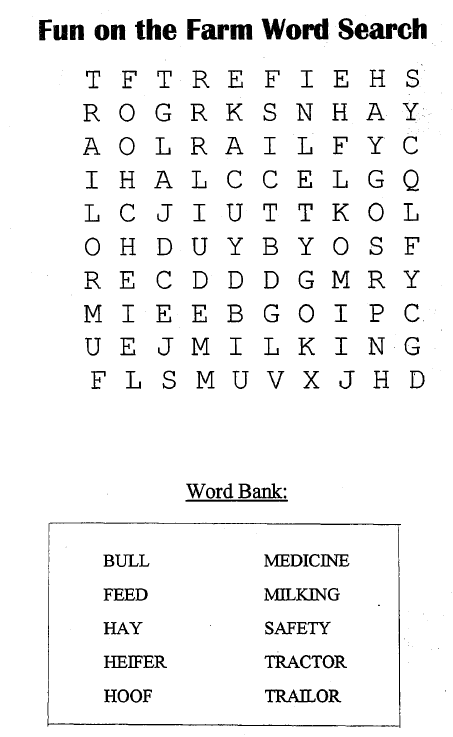 Fun on the Farm Word Search
T F T R E F I E H S
R O G R K S N H A Y
A O L R A I L F Y C
I H A L C C E L G Q
L C J I U T T K O L
O H D U Y B Y O S F
R E C D D D G M R Y
M I E E B G O I P C
U E J M I L K I N G
F L S M U V X J H D
Word Bank:
BULL MEDICINE
FEED MILKING
HAY SAFETY
HEIFER TRACTOR
HOOF TRAILOR